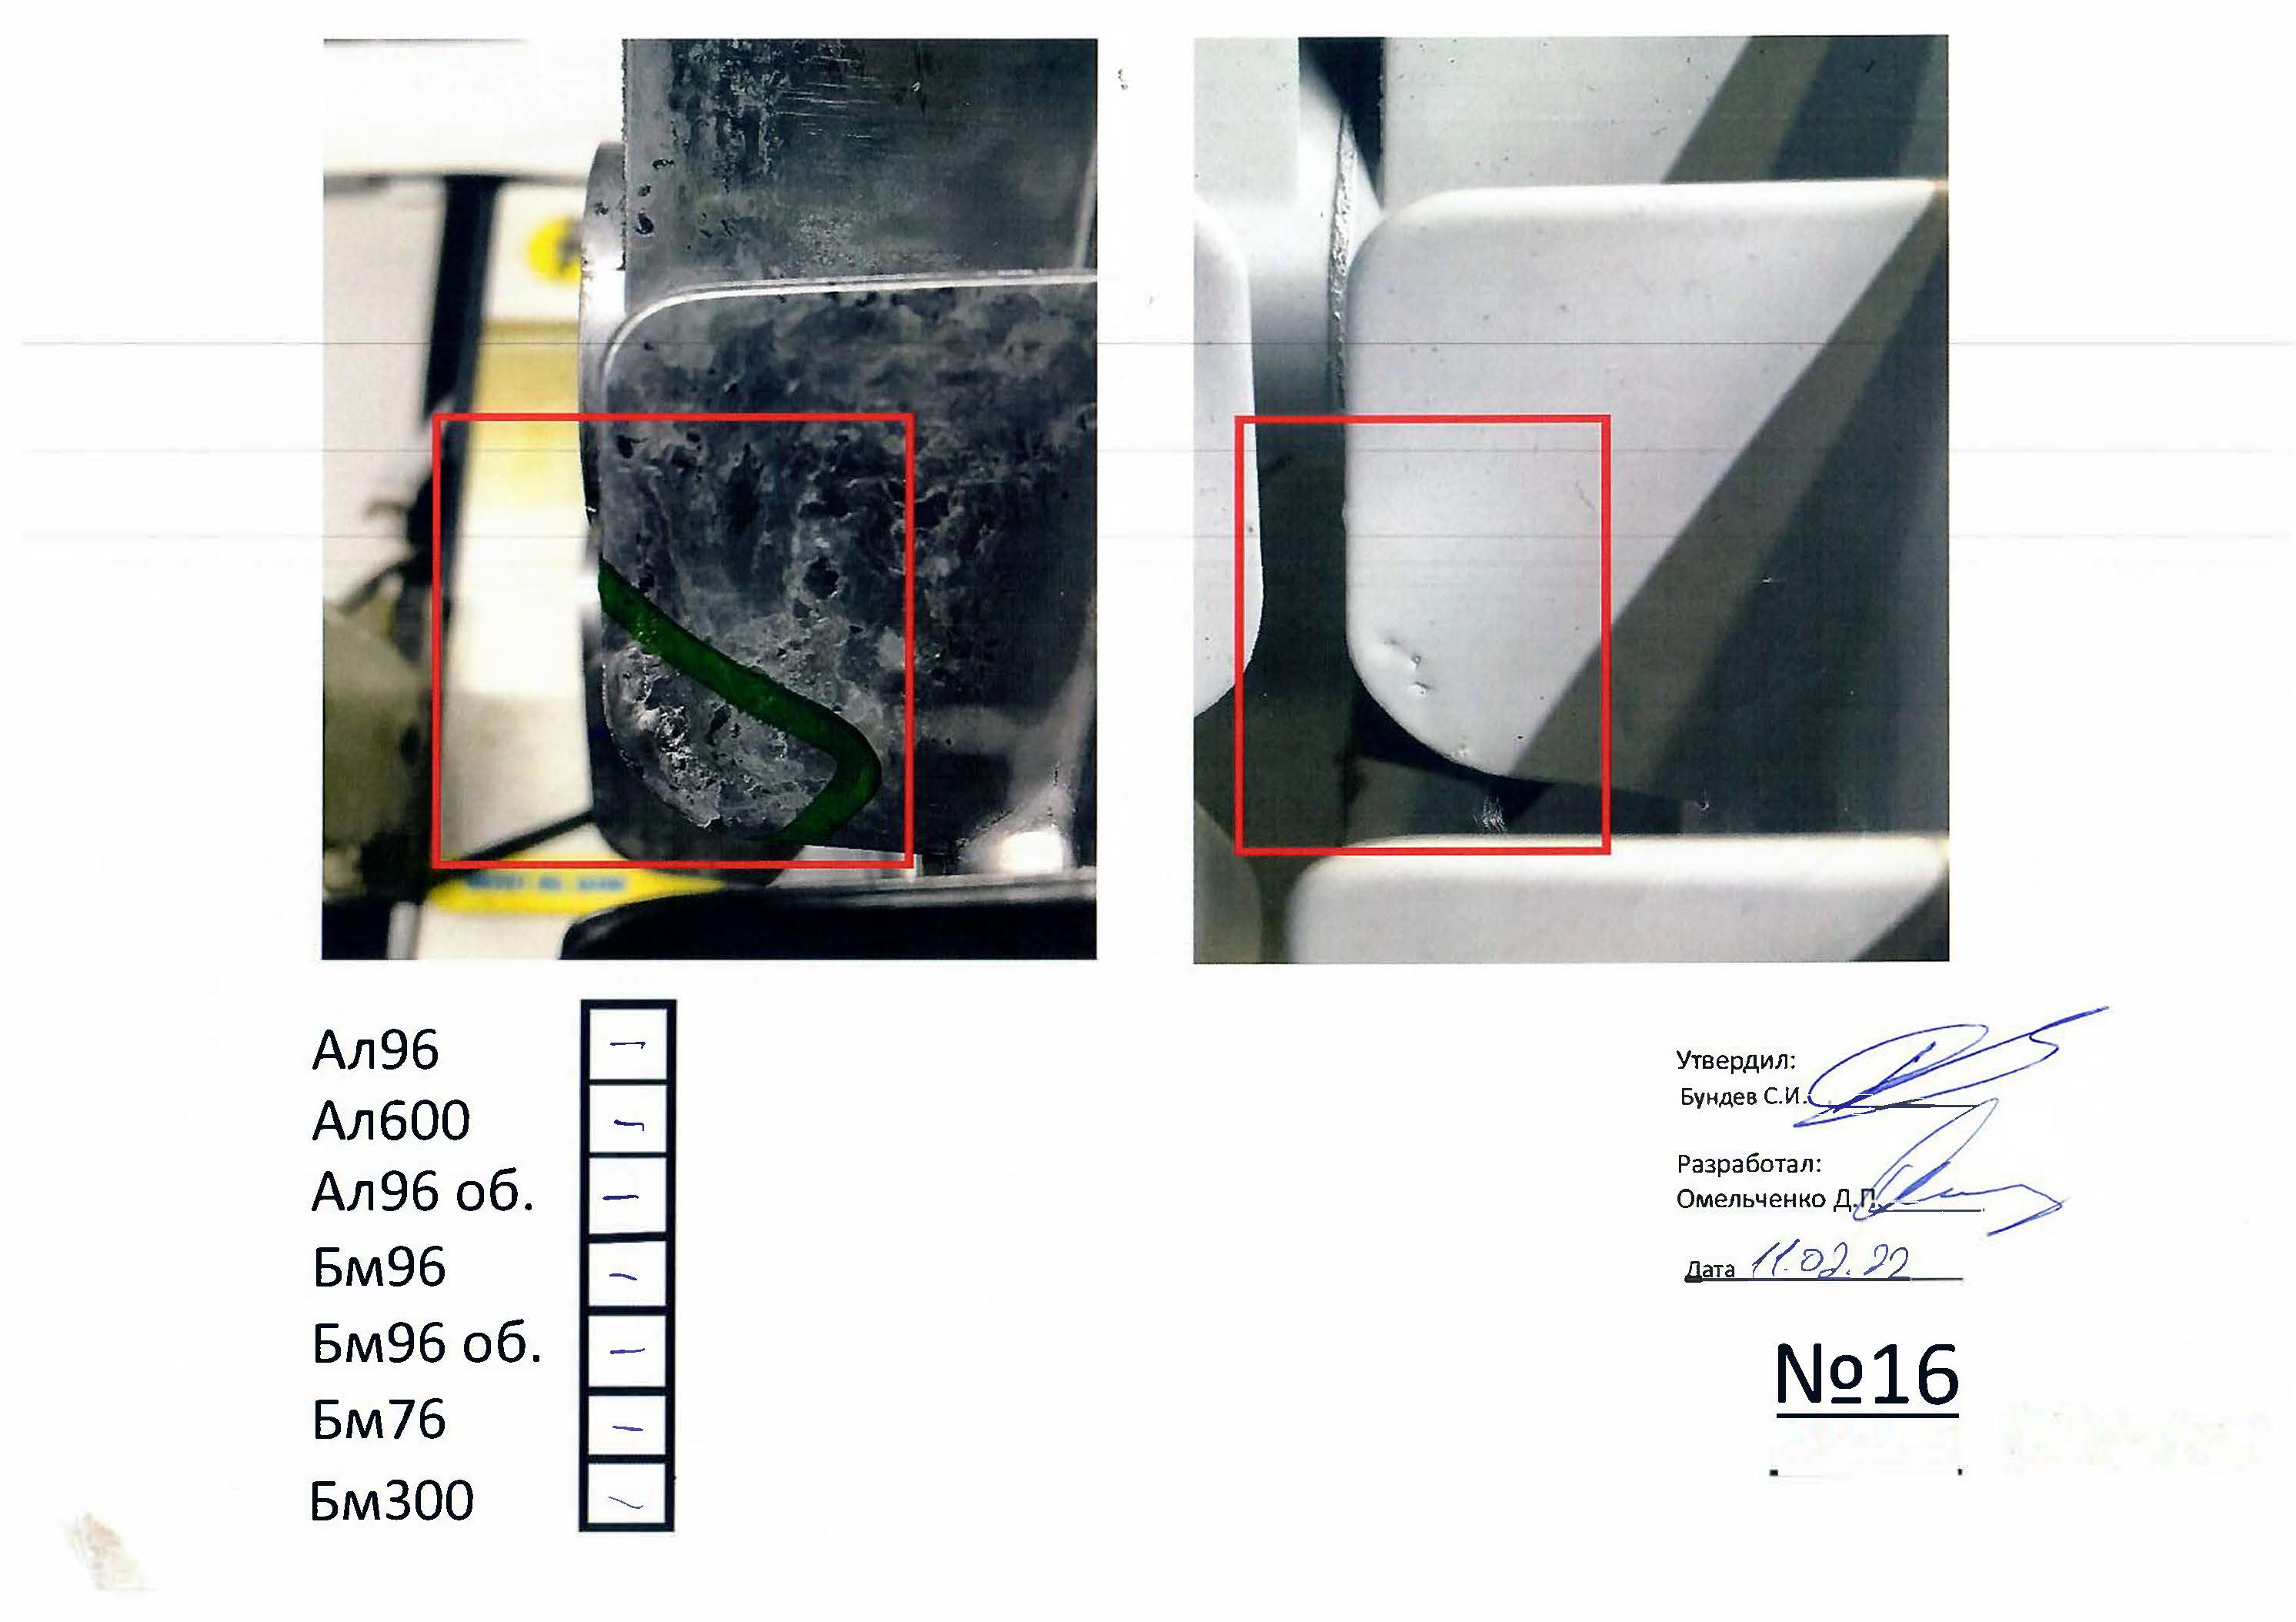 Ал96
Ал600
Ал96 об.
Бм96
Бм96 об.
Бм76
Бм300
Утвердил:
Бундев С.И.
Разработал:
Омельченко Д.П.
Дата 11.02.22
№16